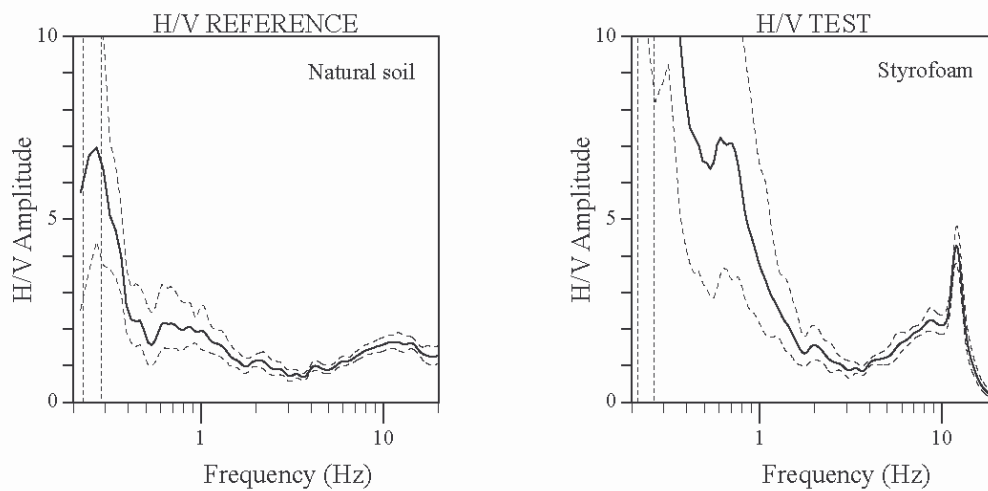 H/V REFERENCE
10
Natural soil
5
H/V Amplitude
0
1
10
Frequency (Hz)
H/V TEST
10
Styrofoam
5
H/V Amplitude
0
1
10
Frequency (Hz)